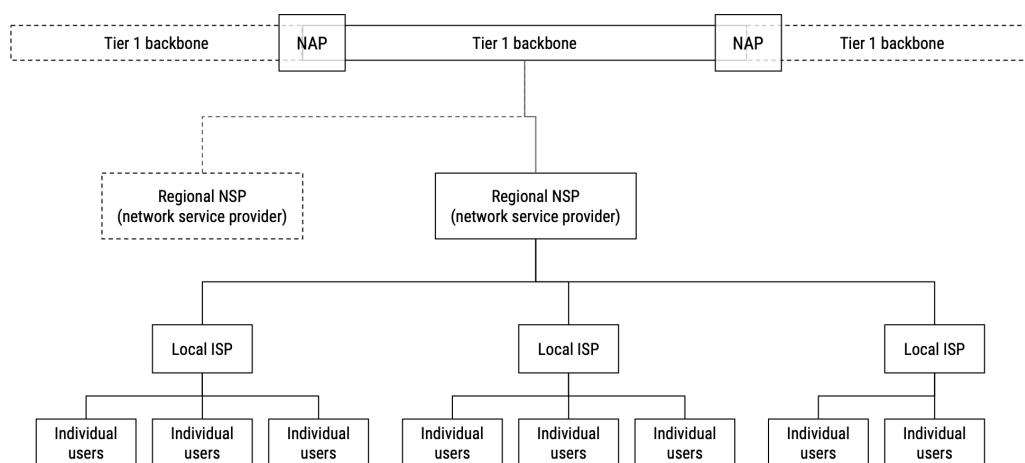 Tier 1 backbone
NAP
Tier 1 backbone
NAP
Tier 1 backbone
Regional NSP
(network service provider)
Regional NSP
(network service provider)
Local ISP
Local ISP
Local ISP
Individual
users
Individual
users
Individual
users
Individual
users
Individual
users
Individual
users
Individual
users
Individual
users